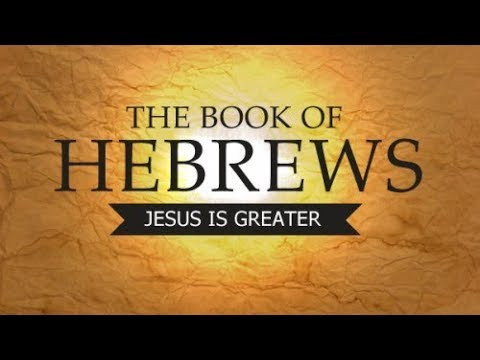 THE BOOK OF
HEBREWS
JESUS IS GREATER